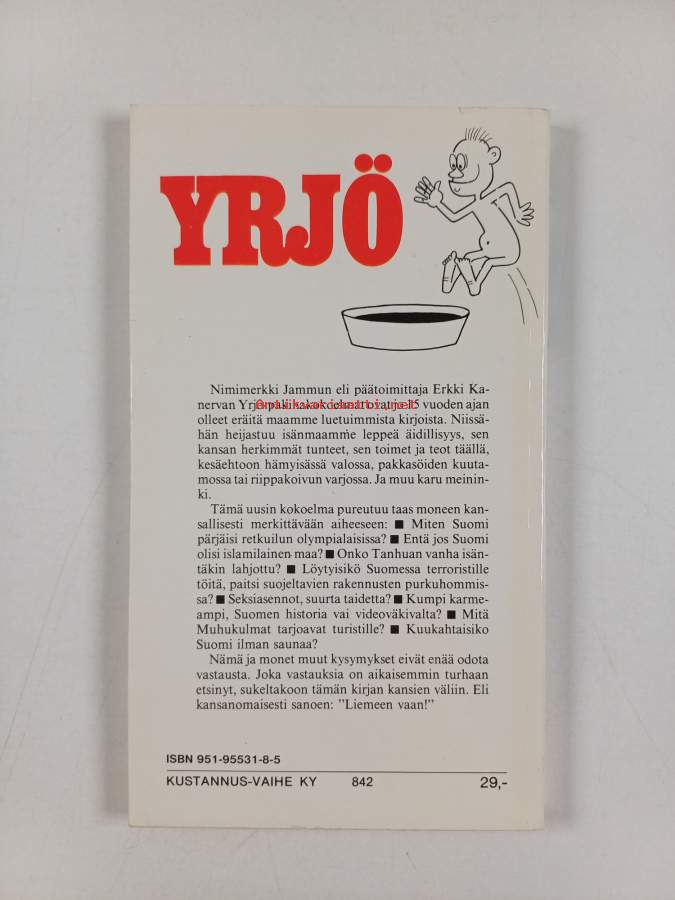 YRJÖ
Nimimerkki Jammun eli päätoimittaja Erkki Ka-
nervan Yrjö-pakinakokoelmat ovat jo 15 vuoden ajan
olleet eräitä maamme luetuimmista kirjoista. Niissä-
hän heijastuu isänmaamme leppeä äidillisyys, sen
kansan herkimmät tunteet, sen toimet ja teot täällä,
kesäehtoon hämyisässä valossa, pakkasöiden kuuta-
mossa tai riippakoivun varjossa. Ja muu karu meinin-
ki.
Tämä uusin kokoelma pureutuu taas moneen kan-
sallisesti merkittävään aiheeseen: ■ Miten Suomi
pärjäisi retkuilun olympialaisissa? ■ Entä jos Suomi
olisi islamilainen maa? ■ Onko Tanhuan vanha isän-
täkin lahjottu? ■ Löytyisikö Suomessa terroristille
töitä, paitsi suojeltavien rakennusten purkuhommis-
sa? ■ Seksiasennot, suurta taidetta? ■ Kumpi karme-
ampi, Suomen historia vai videoväkivalta? ■ Mitä
Muhukulmat tarjoavat turistille? ■ Kuukahtaisiko
Suomi ilman saunaa?
Nämä ja monet muut kysymykset eivät enää odota
vastausta. Joka vastauksia on aikaisemmin turhaan
etsinyt, sukeltakoon tämän kirjan kansien väliin. Eli
kansanomaisesti sanoen: "Liemeen vaan!"
ISBN 951-95531-8-5
KUSTANNUS-VAIHE KY 842 29,-